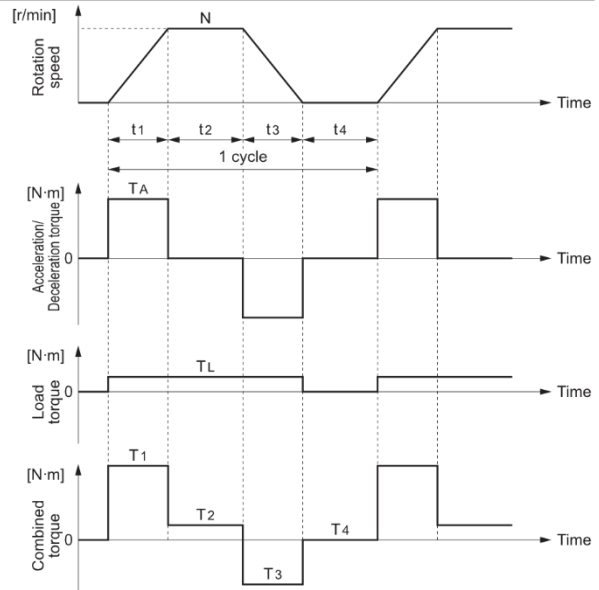 [r/min]
N
Rotation
speed
Time
t1
t2
t3
t4
1 cycle
[N·m]
TA
Acceleration/
Deceleration torque
0
Time
[N·m]
TL
Load
torque
0
Time
[N·m]
T1
T2
T3
T4
Combined
torque
0
Time